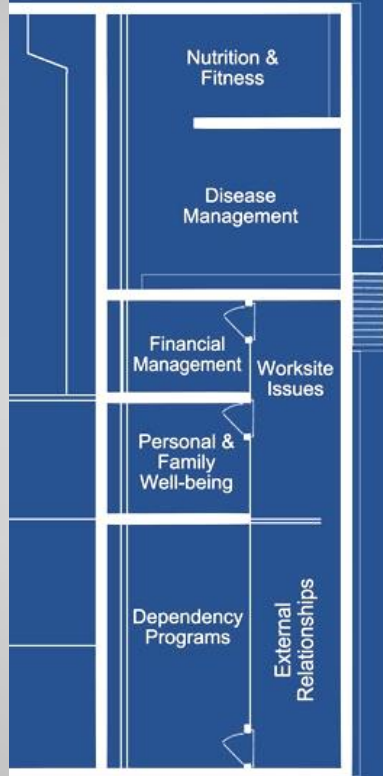 Nutrition &
Fitness
Disease
Management
Financial
Management
Worksite
Issues
Personal &
Family
Well-being
Dependency
Programs
External
Relationships